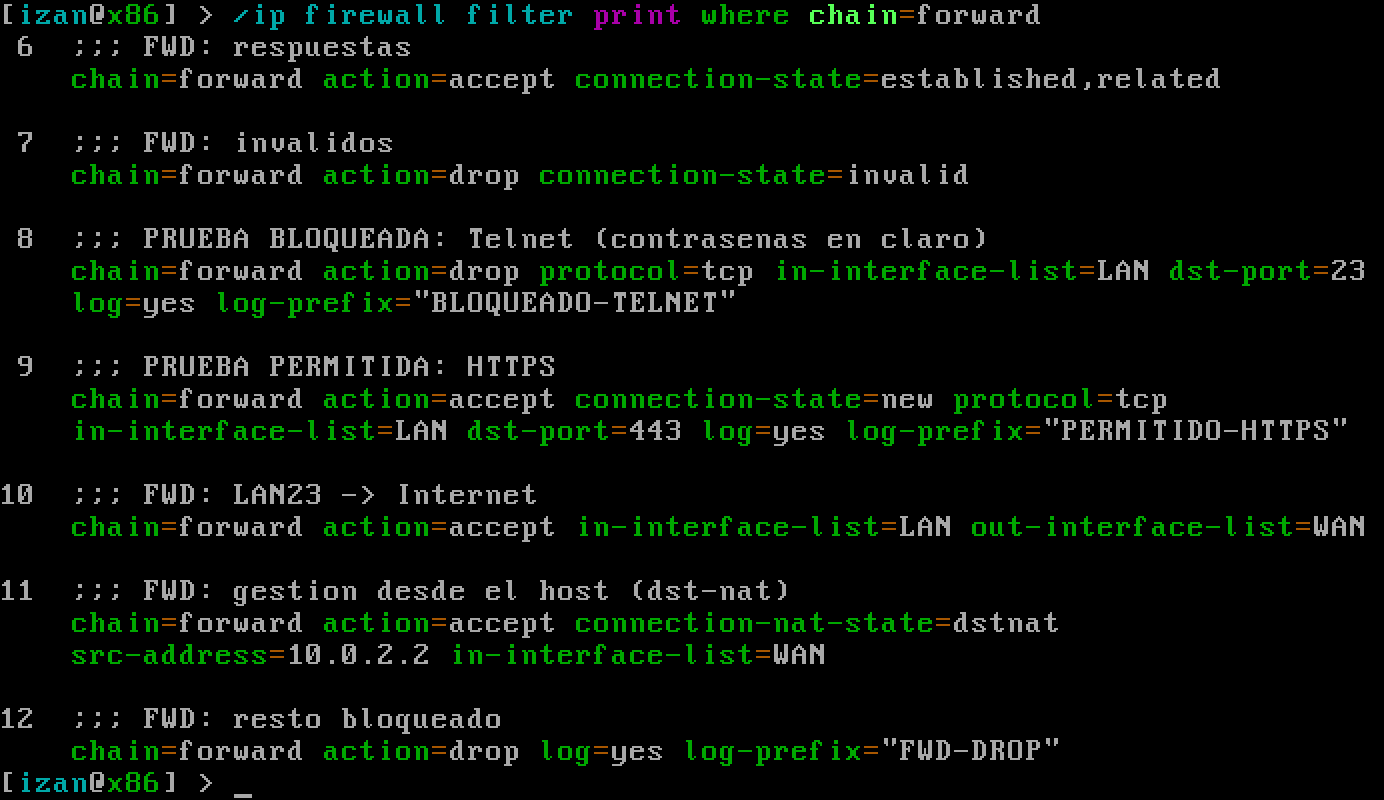 [izan@x86] > /ip firewall filter print where chain=forward
6 ;;; FWD: respuestas
chain=forward action=accept connection-state=established,related
7 ;;; FWD: invalidos
chain=forward action=drop connection-state=invalid
8 ;;; PRUEBA BLOQUEADA: Telnet (contrasenas en claro)
chain=forward action=drop protocol=tcp in-interface-list=LAN dst-port=23
log=yes log-prefix="BLOQUEADO-TELNET"
9 ;;; PRUEBA PERMITIDA: HTTPS
chain=forward action=accept connection-state=new protocol=tcp
in-interface-list=LAN dst-port=443 log=yes log-prefix="PERMITIDO-HTTPS"
10 ;;; FWD: LAN23 -> Internet
chain=forward action=accept in-interface-list=LAN out-interface-list=WAN
11 ;;; FWD: gestion desde el host (dst-nat)
chain=forward action=accept connection-nat-state=dstnat
src-address=10.0.2.2 in-interface-list=WAN
12 ;;; FWD: resto bloqueado
chain=forward action=drop log=yes log-prefix="FWD-DROP"
[izan@x86] > _